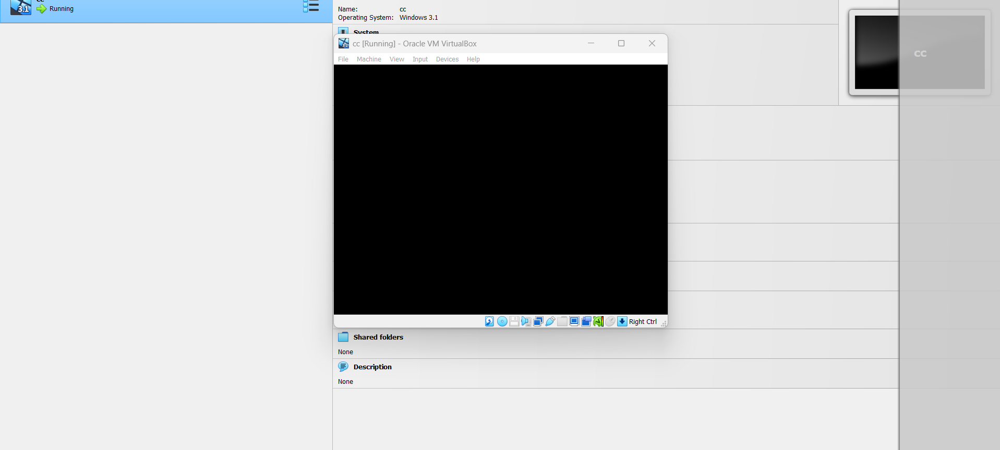 cc
3.1
Running
Name: cc
Operating System: Windows 3.1
System
cc
cc [Running] - Oracle VM VirtualBox
File Machine View Input Devices Help
Right Ctrl
Shared folders
None
Description
None